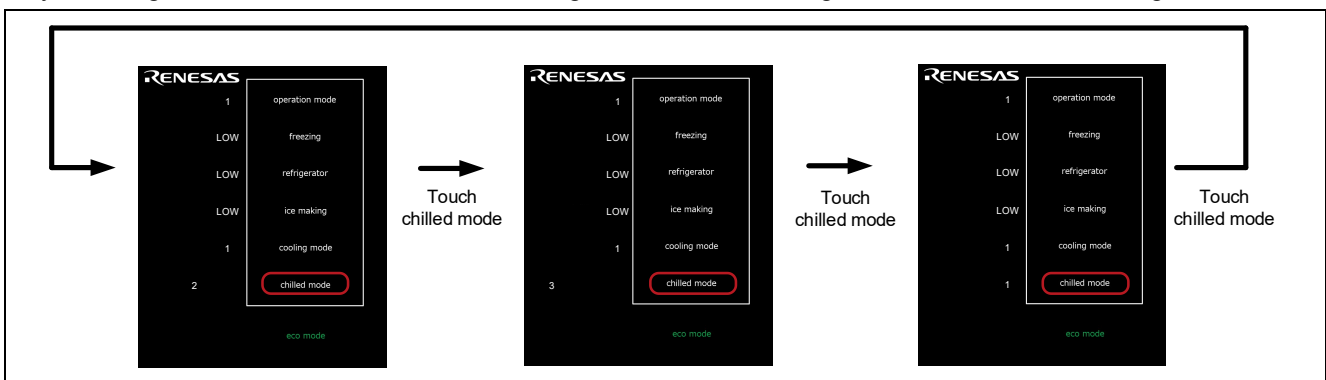 RENESAS
1 operation mode
LOW freezing
LOW refrigerator
LOW ice making
1 cooling mode
2 chilled mode
eco mode
Touch
chilled mode
RENESAS
1 operation mode
LOW freezing
LOW refrigerator
LOW ice making
1 cooling mode
3 chilled mode
eco mode
Touch
chilled mode
RENESAS
1 operation mode
LOW freezing
LOW refrigerator
LOW ice making
1 cooling mode
1 chilled mode
eco mode
Touch
chilled mode